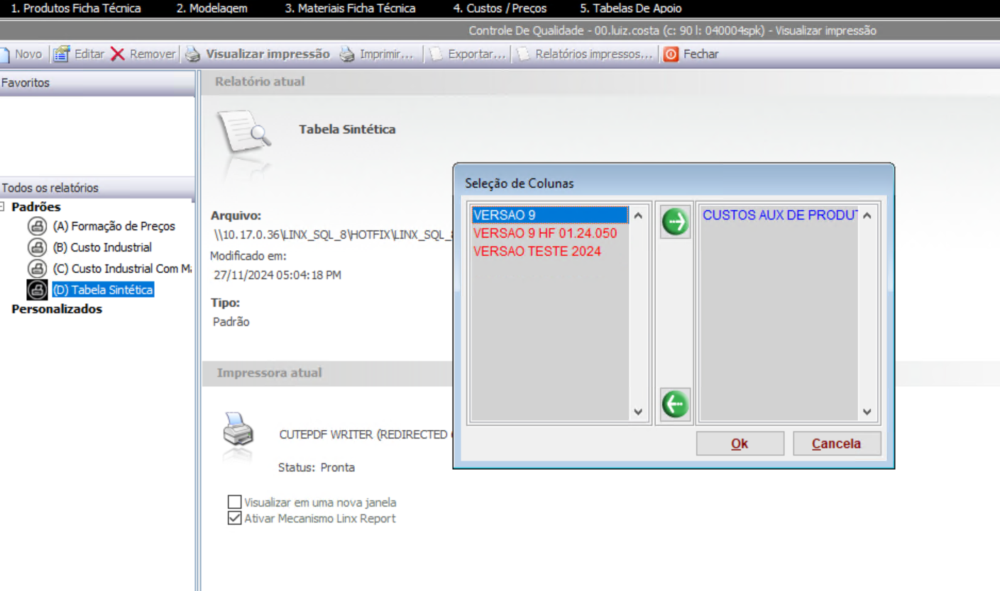 1. Produtos Ficha Técnica 2. Modelagem 3. Materiais Ficha Técnica 4. Custos / Preços 5. Tabelas De Apoio
Controle De Qualidade - 00.luiz.costa (c: 90 l: 040004spk) - Visualizar impressão
Novo Editar Remover Visualizar impressão Imprimir... Exportar... Relatórios impressos... Fechar
Favoritos
Relatório atual
Tabela Sintética
Todos os relatórios
Padrões
(A) Formação de Preços
(B) Custo Industrial
(C) Custo Industrial Com
(D) Tabela Sintética
Personalizados
Arquivo:
\\10.17.0.36\LINX_SQL_8\HOTFIX\LINX_SQL_
Modificado em:
27/11/2024 05:04:18 PM
Tipo:
Padrão
Impressora atual
CUTEPDF WRITER (REDIRECTED
Status: Pronta
Visualizar em uma nova janela
Ativar Mecanismo Linx Report
Seleção de Colunas
VERSAO 9
VERSAO 9 HF 01.24.050
VERSAO TESTE 2024
CUSTOS AUX DE PRODUT
Ok Cancela